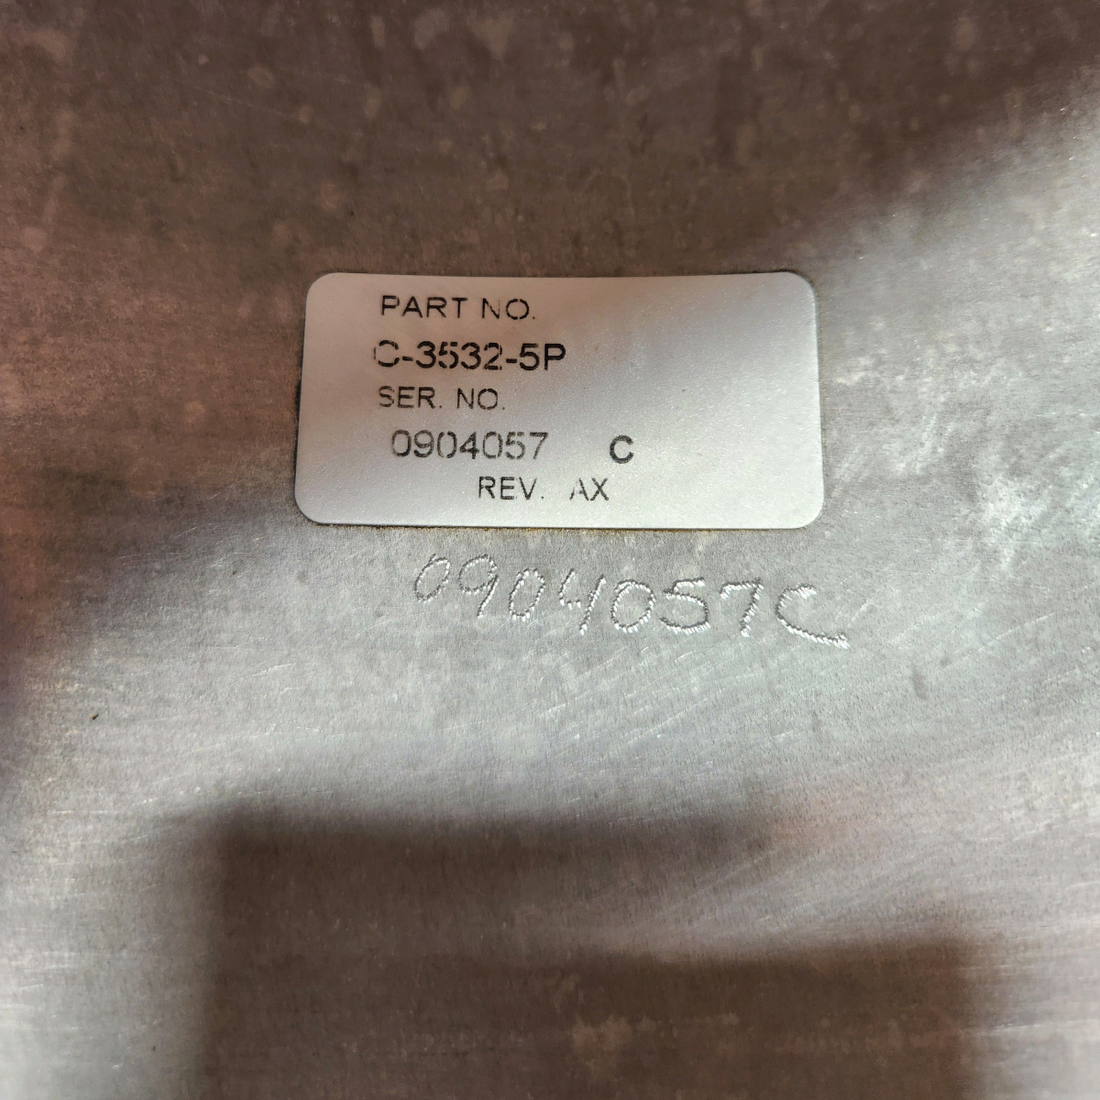 PART NO.
C-3532-5P
SER. NO.
0904057 C
REV. AX
0904057C